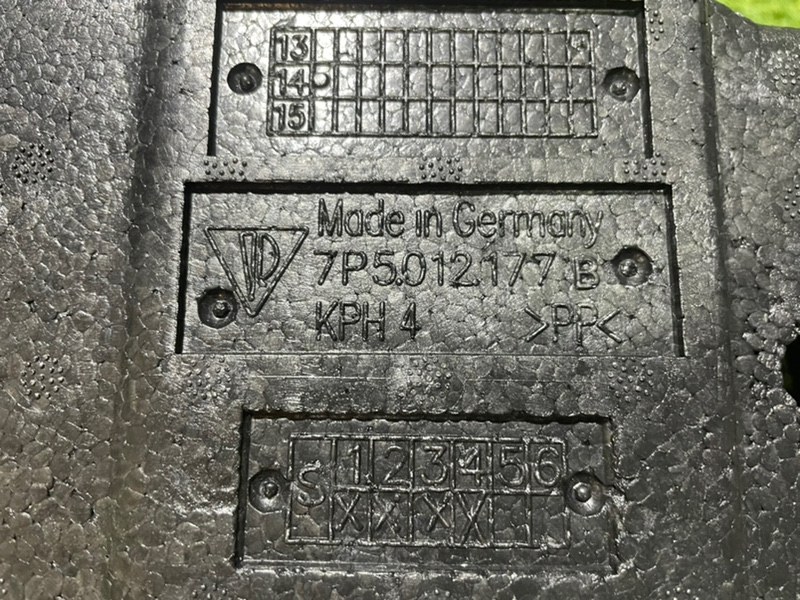 13
14
15
Made in Germany
7P5.012.177 B
KPH 4 >PP<
S 1 2 3 4 5 6
X X X X